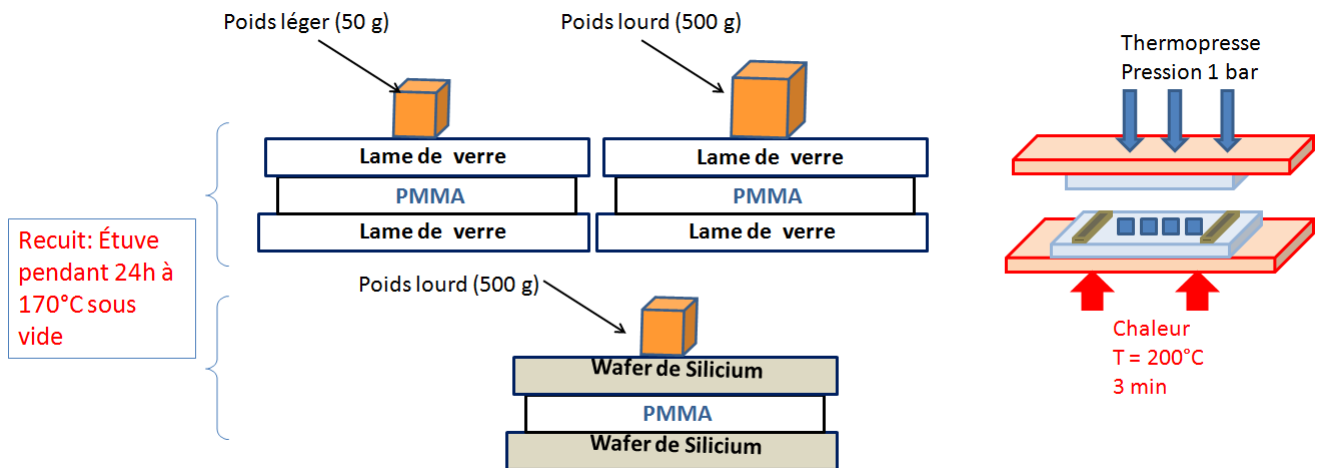 Poids léger (50 g)
Poids lourd (500 g)
Lame de verre
PMMA
Lame de verre
Lame de verre
PMMA
Lame de verre
Recuit: Étuve
pendant 24h à
170°C sous
vide
Poids lourd (500 g)
Wafer de Silicium
PMMA
Wafer de Silicium
Thermopresse
Pression 1 bar
Chaleur
T = 200°C
3 min